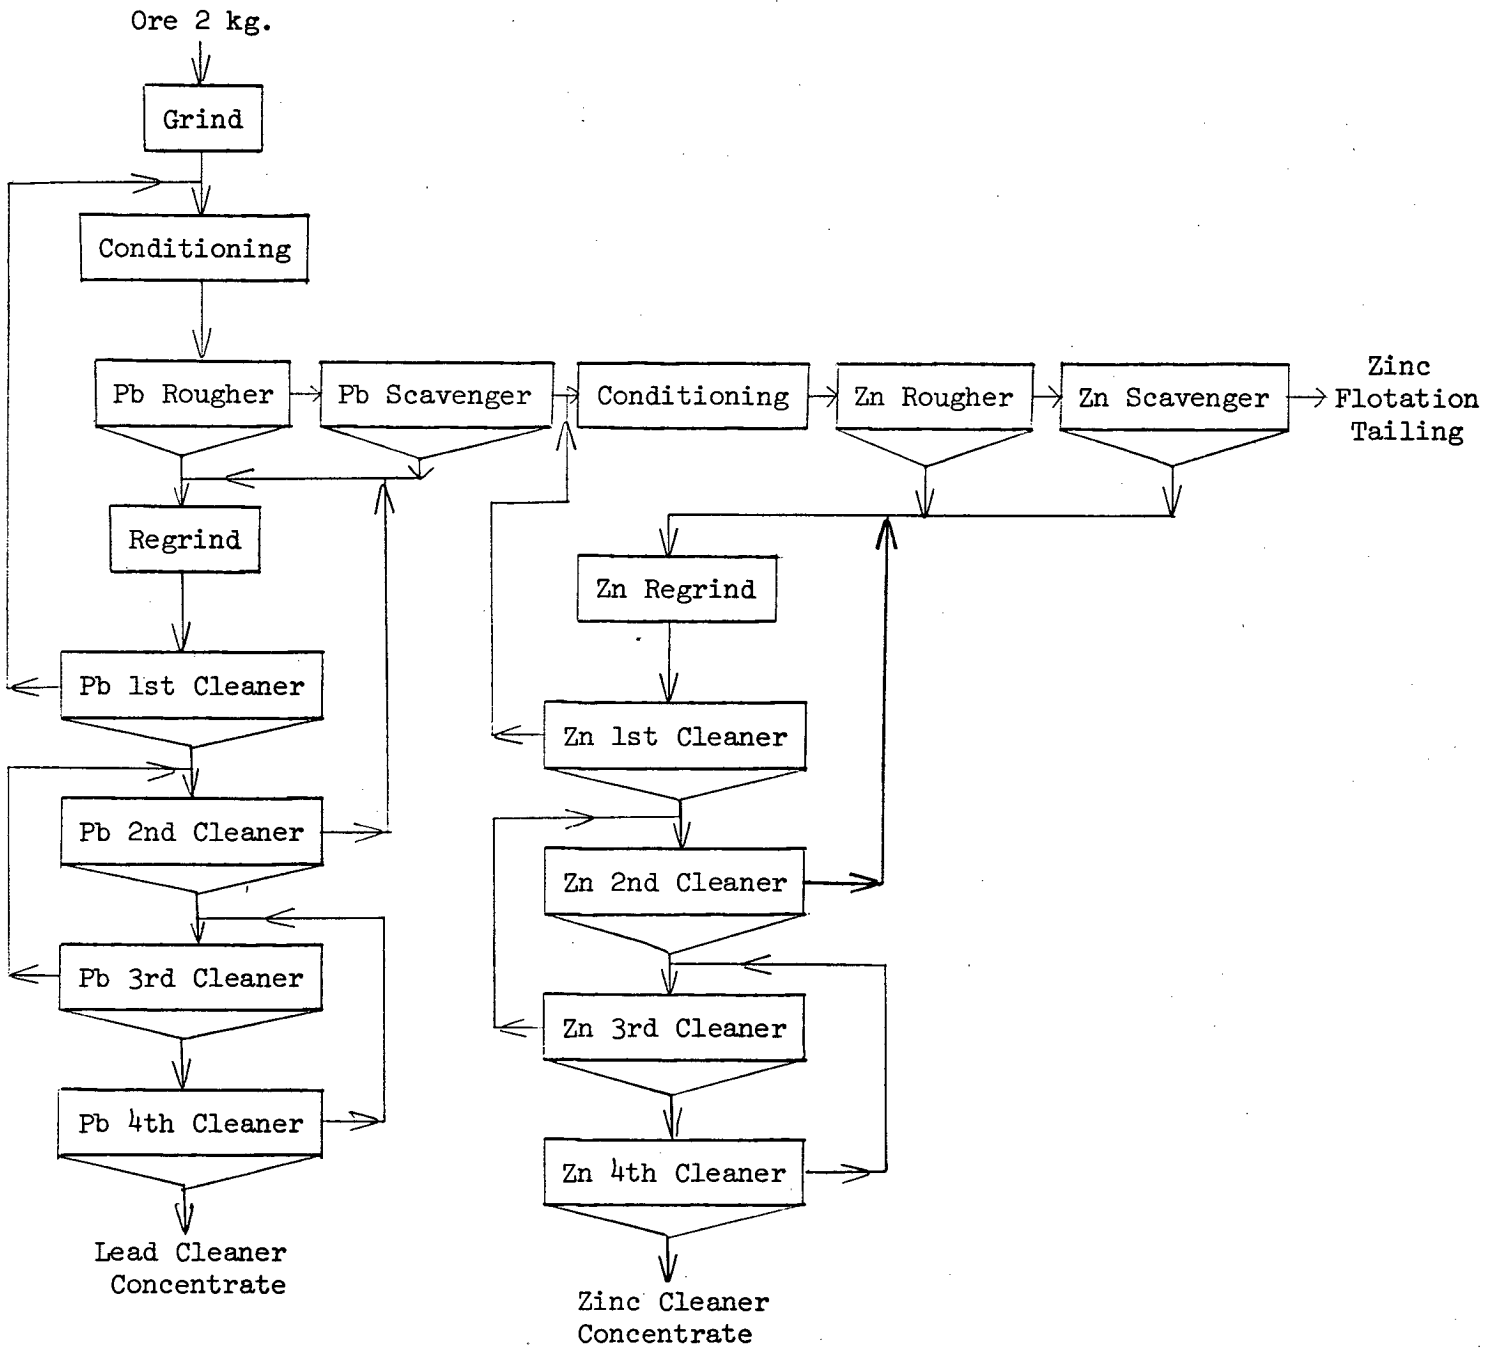 Ore 2 kg.
Grind
Conditioning
Pb Rougher
Pb Scavenger
Conditioning
Zn Rougher
Zn Scavenger
Zinc
Flotation
Tailing
Regrind
Zn Regrind
Pb 1st Cleaner
Zn 1st Cleaner
Pb 2nd Cleaner
Zn 2nd Cleaner
Pb 3rd Cleaner
Zn 3rd Cleaner
Pb 4th Cleaner
Zn 4th Cleaner
Lead Cleaner
Concentrate
Zinc Cleaner
Concentrate